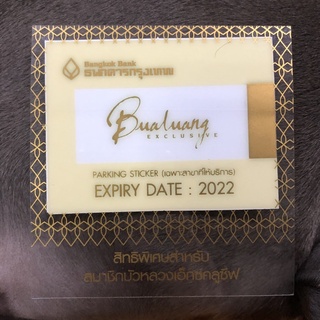 Bangkok Bank
ธนาคารกรุงเทพ
Bualuang
EXCLUSIVE
PARKING STICKER (เฉพาะสาขาที่ให้บริการ)
EXPIRY DATE : 2022
สิทธิพิเศษสำหรับ
สมาชิกบัวหลวงเอ็กซ์คลูซีฟ